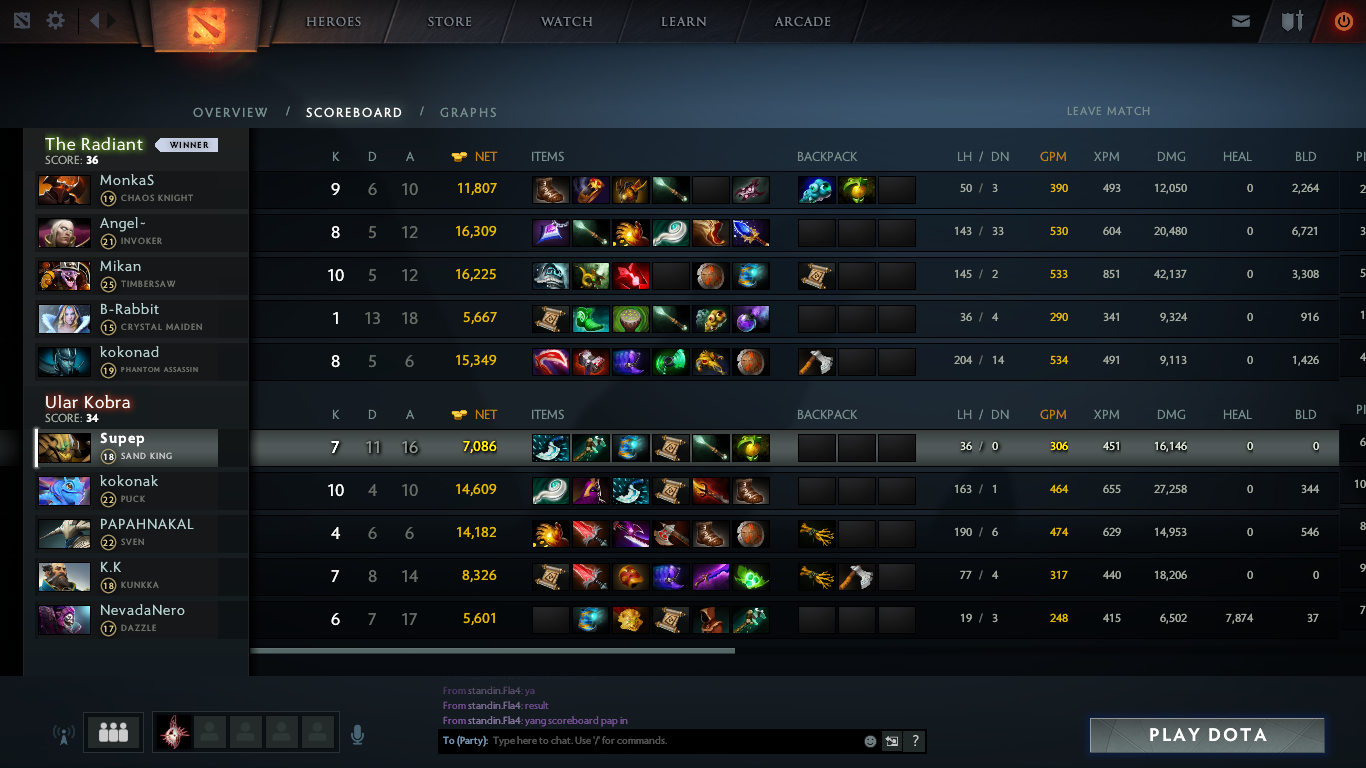 HEROES STORE WATCH LEARN ARCADE
OVERVIEW / SCOREBOARD / GRAPHS LEAVE MATCH
The Radiant WINNER
SCORE: 36
K D A NET ITEMS BACKPACK LH / DN GPM XPM DMG HEAL BLD PI
MonkaS
19 CHAOS KNIGHT
9 6 10 11,807 50 / 3 390 493 12,050 0 2,264
Angel-
21 INVOKER
8 5 12 16,309 143 / 33 530 604 20,480 0 6,721
Mikan
25 TIMBERSAW
10 5 12 16,225 145 / 2 533 851 42,137 0 3,308
B-Rabbit
15 CRYSTAL MAIDEN
1 13 18 5,667 36 / 4 290 341 9,324 0 916
kokonad
19 PHANTOM ASSASSIN
8 5 6 15,349 204 / 14 534 491 9,113 0 1,426
Ular Kobra
SCORE: 34
K D A NET ITEMS BACKPACK LH / DN GPM XPM DMG HEAL BLD PI
Supep
18 SAND KING
7 11 16 7,086 36 / 0 306 451 16,146 0 0
kokonak
22 PUCK
10 4 10 14,609 163 / 1 464 655 27,258 0 344
PAPAHNAKAL
22 SVEN
4 6 6 14,182 190 / 6 474 629 14,953 0 546
K.K
18 KUNKKA
7 8 14 8,326 77 / 4 317 440 18,206 0 0
NevadaNero
17 DAZZLE
6 7 17 5,601 19 / 3 248 415 6,502 7,874 37
From standin.Fla4: ya
From standin.Fla4: result
From standin.Fla4: yang scoreboard pap in
To (Party): Type here to chat. Use '/' for commands. ?
PLAY DOTA